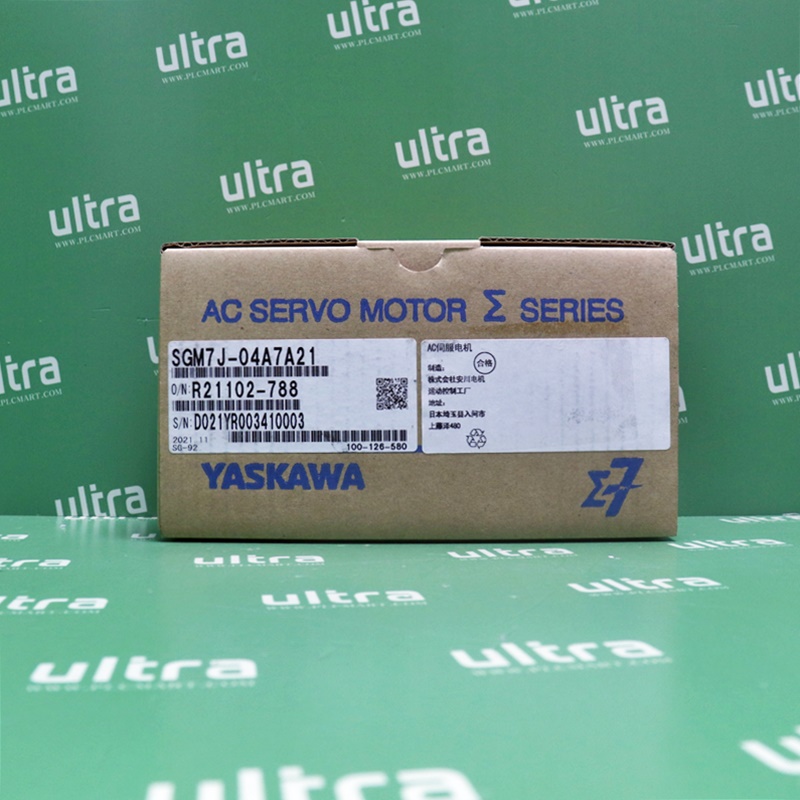 ultra
WWW.PLCMART.COM
AC SERVO MOTOR Σ SERIES
SGM7J-04A7A21
O/N:R21102-788
S/N:D021YR003410003
2021.11
SG-92
100-126-580
AC伺服电机
合格
制造:
株式会社安川电机
运动控制工厂
地址:
日本埼玉县入间市
上藤泽480
YASKAWA
Σ7